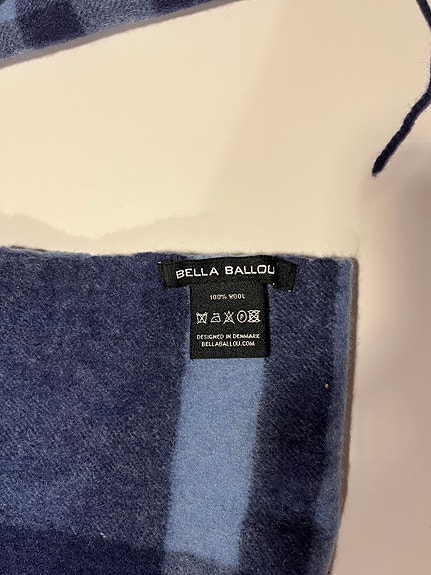 BELLA BALLOU
100% WOOL
DESIGNED IN DENMARK
BELLABALLOU.COM